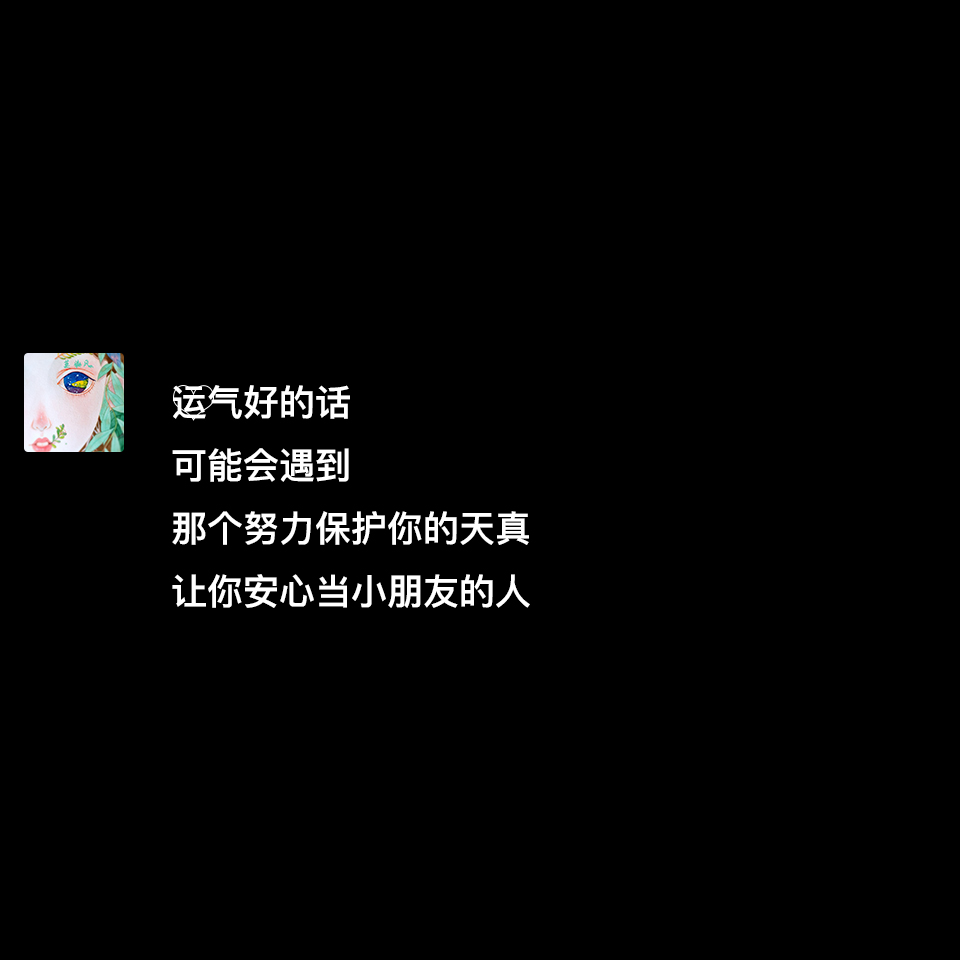 运气好的话
可能会遇到
那个努力保护你的天真
让你安心当小朋友的人